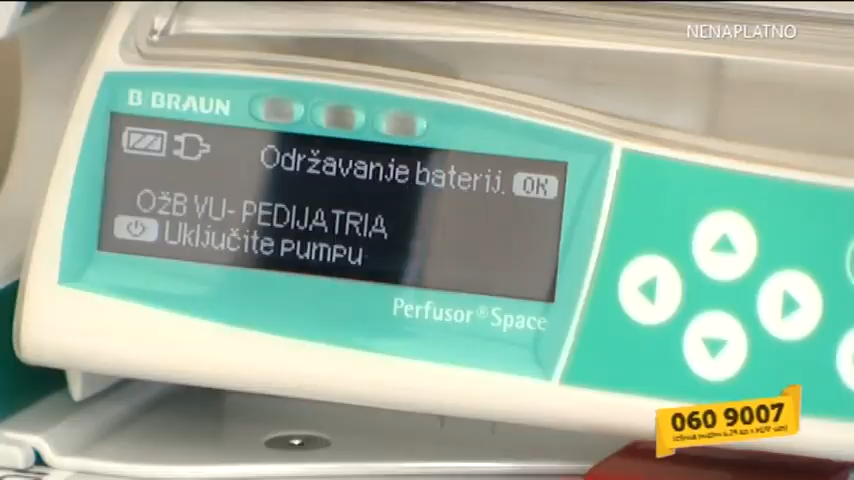 NENAPLATNO
B BRAUN
Održavanje baterij. OK
OžB VU- PEDIJATRIA
Uključite pumpu
Perfusor®Space
060 9007